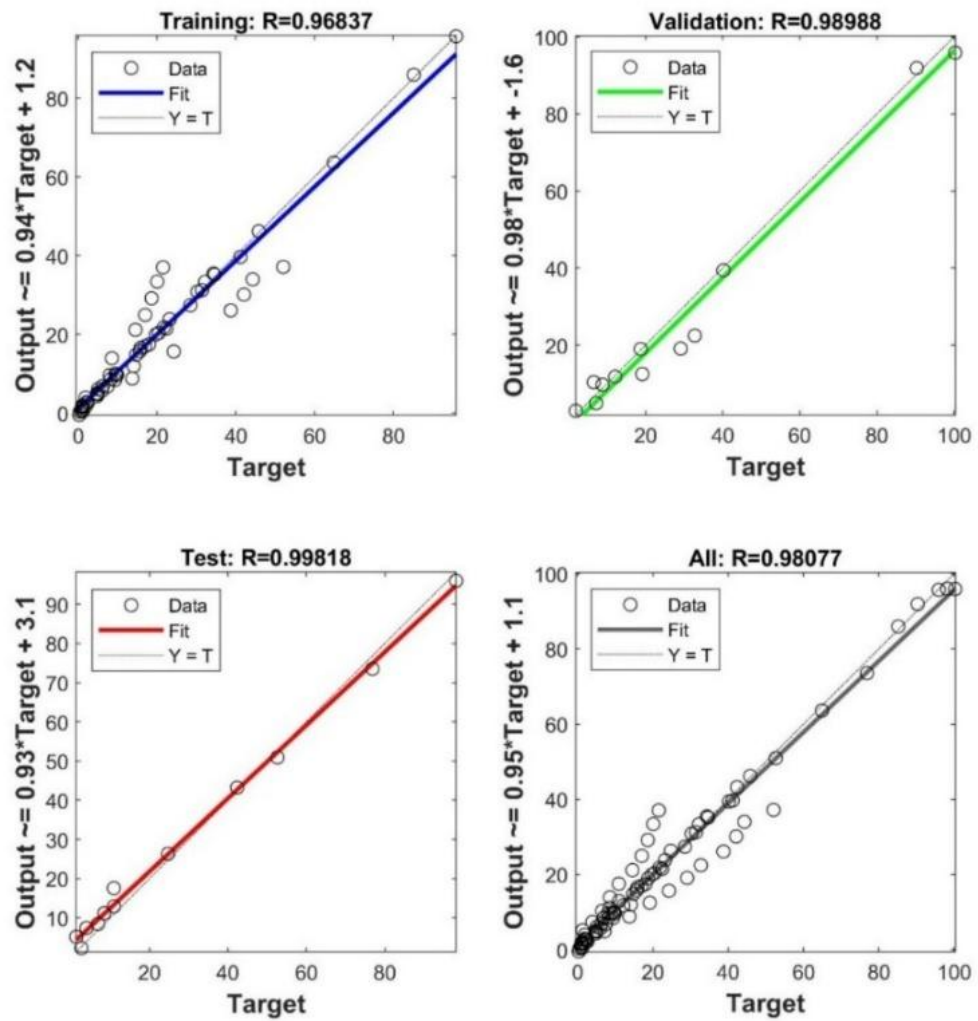 Training: R=0.96837
Output ~= 0.94*Target + 1.2
Data
Fit
Y = T
80
60
40
20
0
0 20 40 60 80
Target
Validation: R=0.98988
Output ~= 0.98*Target + -1.6
Data
Fit
Y = T
100
80
60
40
20
20 40 60 80 100
Target
Test: R=0.99818
Output ~= 0.93*Target + 3.1
Data
Fit
Y = T
90
80
70
60
50
40
30
20
10
20 40 60 80
Target
All: R=0.98077
Output ~= 0.95*Target + 1.1
Data
Fit
Y = T
100
80
60
40
20
0
0 20 40 60 80 100
Target